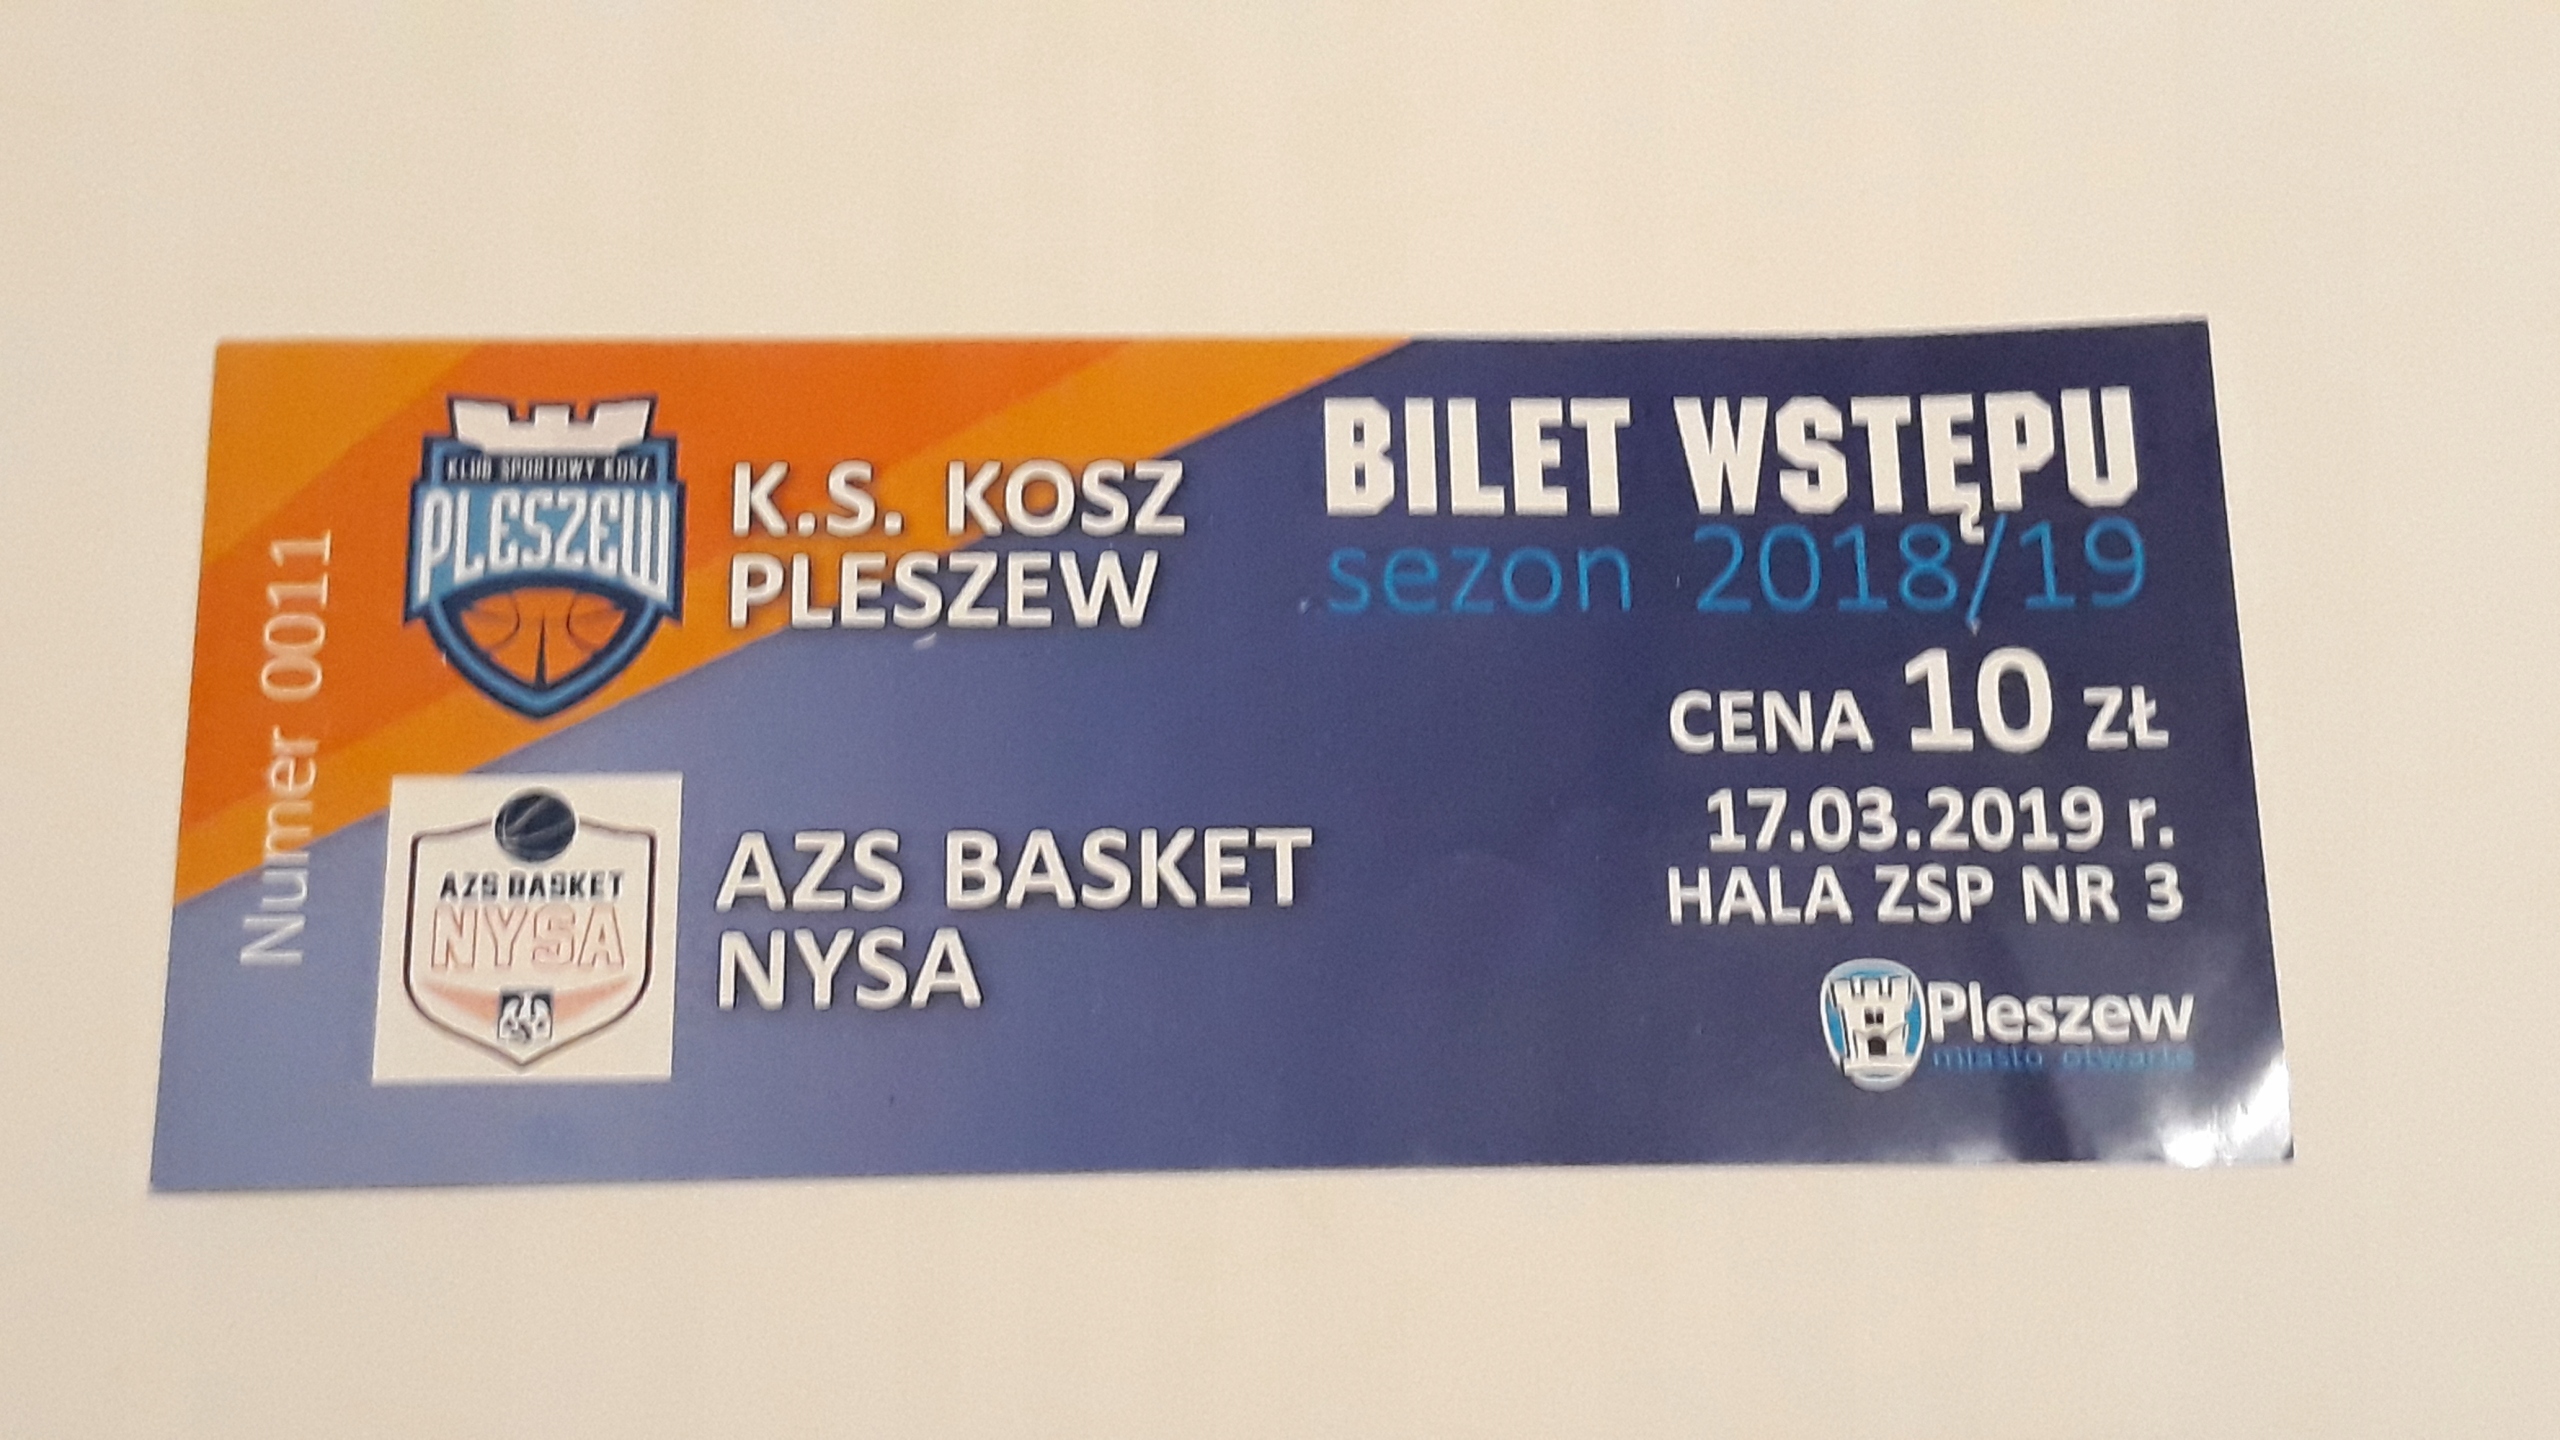 Numer 0011
KLUB SPORTOWY KOSZ
PLESZEW
K.S. KOSZ
PLESZEW
AZS BASKET
NYSA
AZS
AZS BASKET
NYSA
BILET WSTĘPU
sezon 2018/19
CENA 10 ZŁ
17.03.2019 r.
HALA ZSP NR 3
Pleszew
miasto otwarte